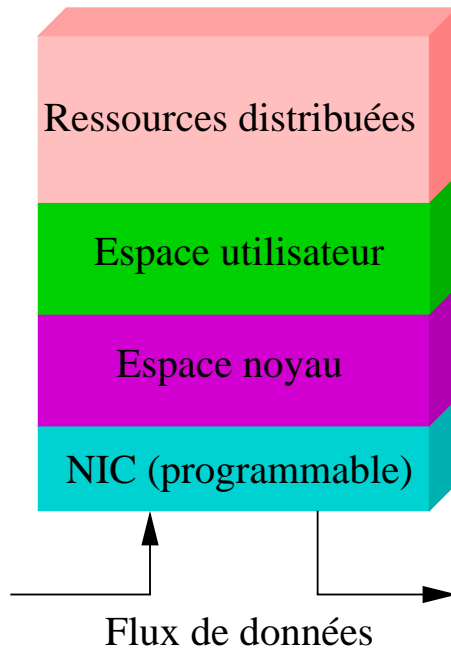 Ressources distribuées
Espace utilisateur
Espace noyau
NIC (programmable)
Flux de données